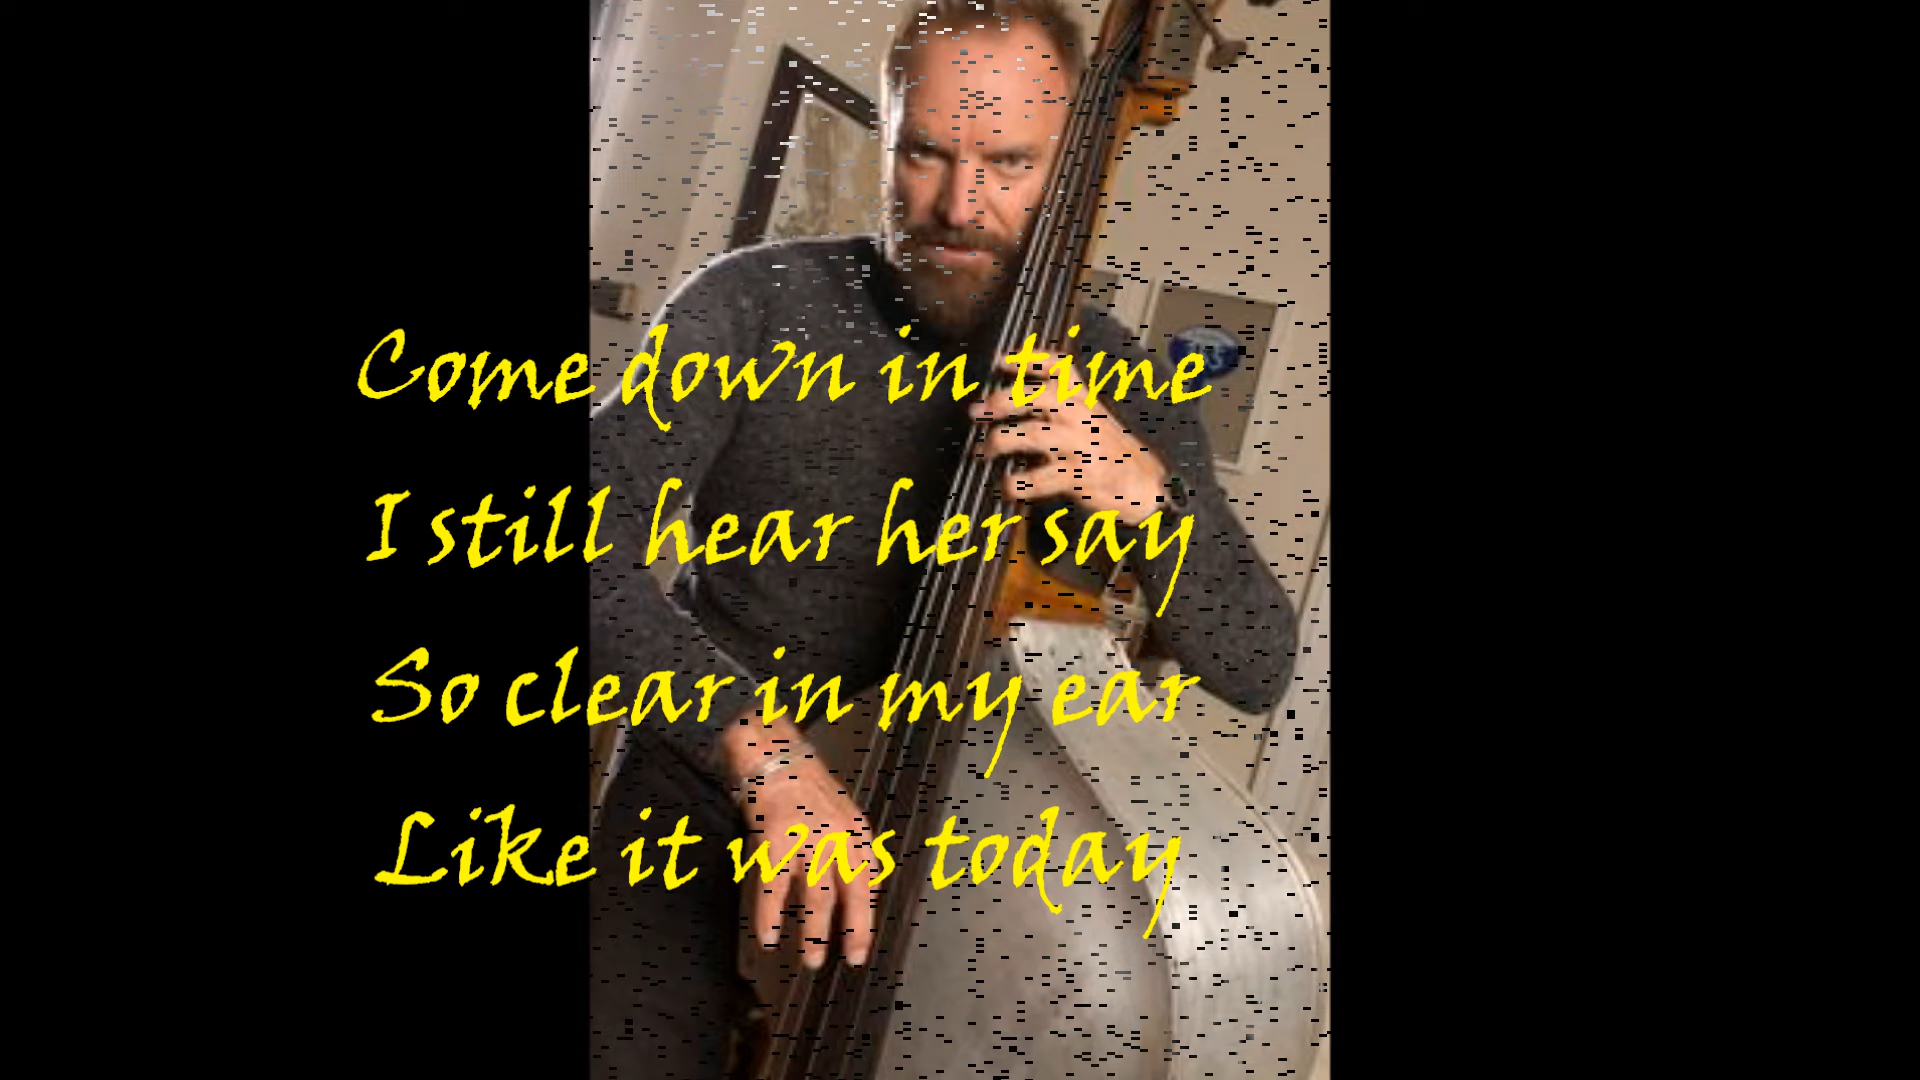 Come down in time
I still hear her say
So clear in my ear
Like it was today